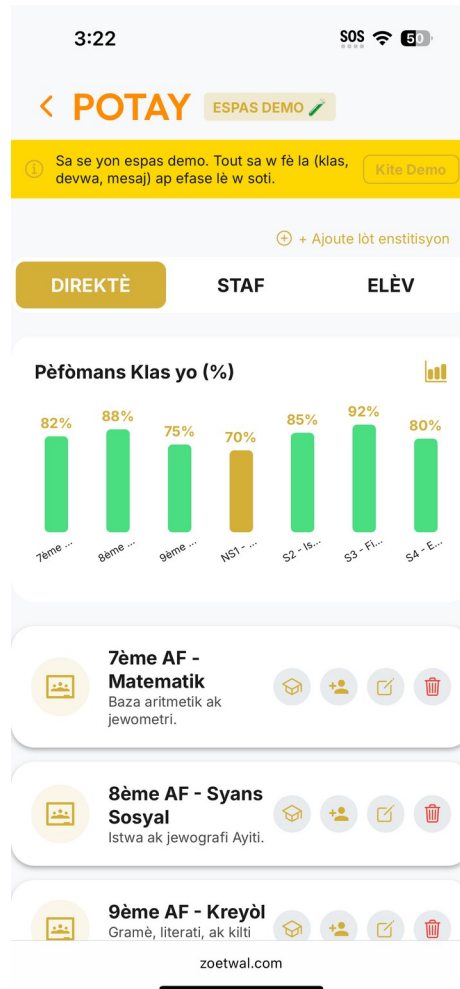 3:22
SOS
50
POTAY
ESPAS DEMO
Sa se yon espas demo. Tout sa w fè la (klas,
devwa, mesaj) ap efase lè w soti.
Kite Demo
+ Ajoute lòt enstitisyon
DIREKTÈ
STAF
ELÈV
Pèfòmans Klas yo (%)
82%
88%
75%
70%
85%
92%
80%
7ème ...
8ème ...
9ème ...
NS1 - ...
S2 - Is...
S3 - Fi...
S4 - E...
7ème AF -
Matematik
Baza aritmetik ak
jewometri.
8ème AF - Syans
Sosyal
Istwa ak jewografi Ayiti.
9ème AF - Kreyòl
Gramè, literati, ak kilti
zoetwal.com